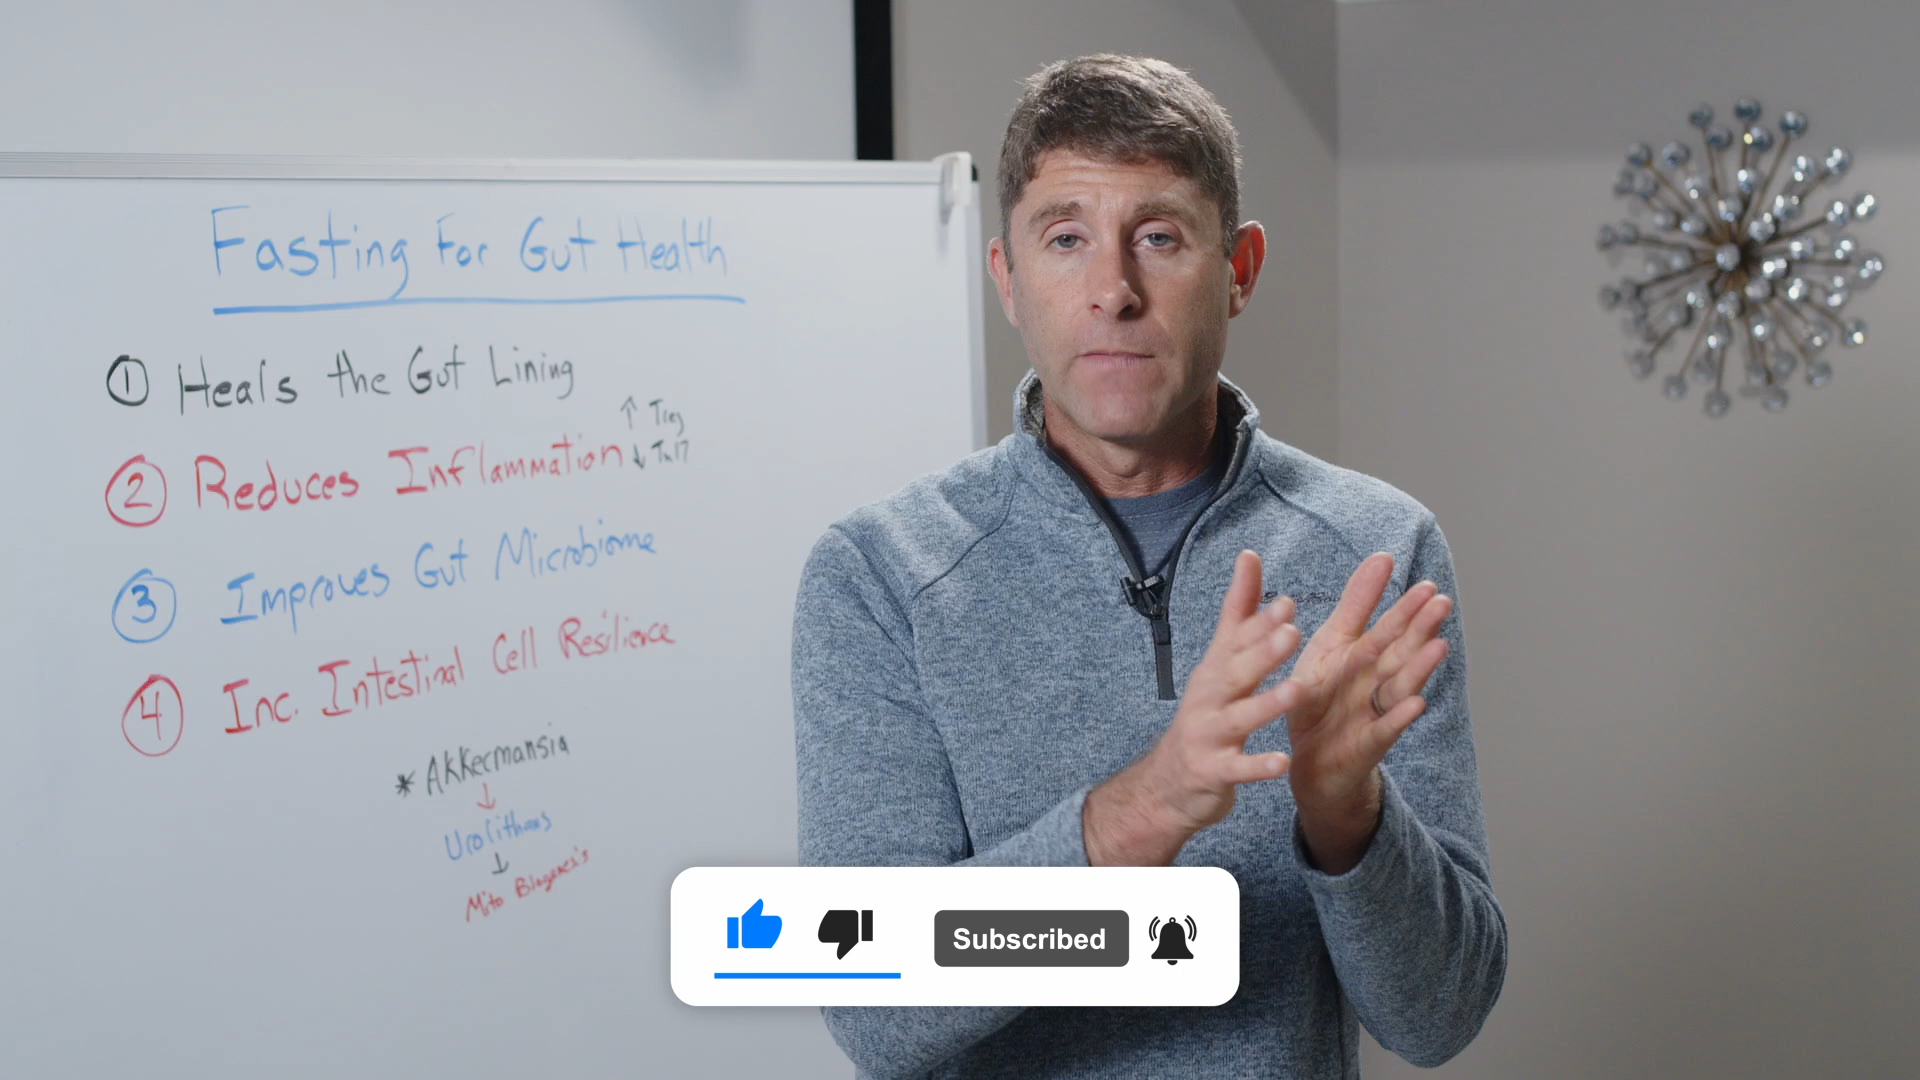 Fasting For Gut Health
① Heals the Gut Lining
② Reduces Inflammation ↑ Treg
↓ Th17
③ Improves Gut Microbiome
④ Inc. Intestinal Cell Resilience
* Akkermansia
↓
Urolithans
↓
Mito Biogenesis
Subscribed